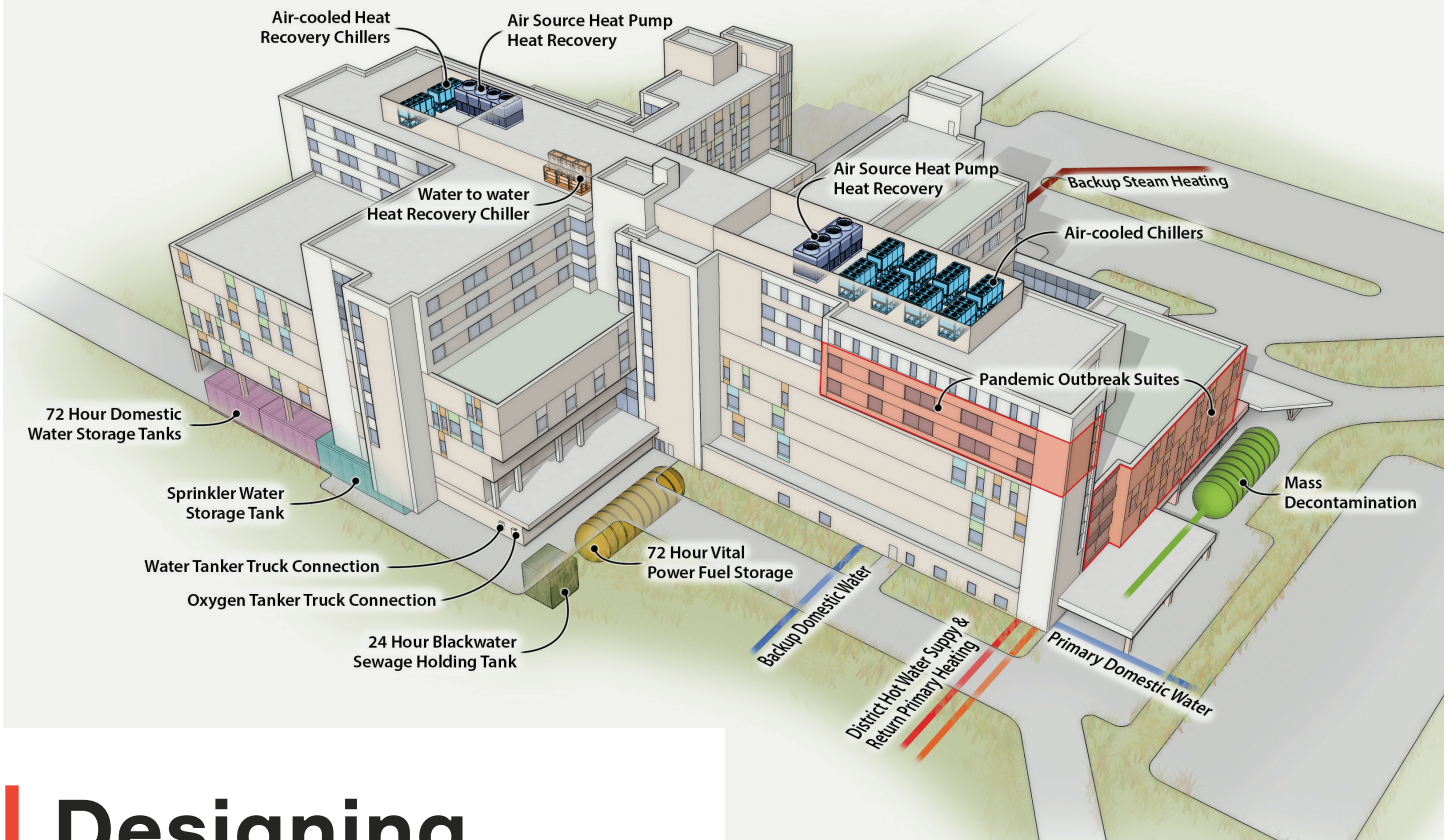 Air-cooled Heat
Recovery Chillers
Air Source Heat Pump
Heat Recovery
Water to water
Heat Recovery Chiller
Air Source Heat Pump
Heat Recovery
Backup Steam Heating
Air-cooled Chillers
Pandemic Outbreak Suites
72 Hour Domestic
Water Storage Tanks
Sprinkler Water
Storage Tank
Mass
Decontamination
Water Tanker Truck Connection
Oxygen Tanker Truck Connection
72 Hour Vital
Power Fuel Storage
24 Hour Blackwater
Sewage Holding Tank
Backup Domestic Water
District Hot Water Suppy &
Return Primary Heating
Primary Domestic Water
Designing